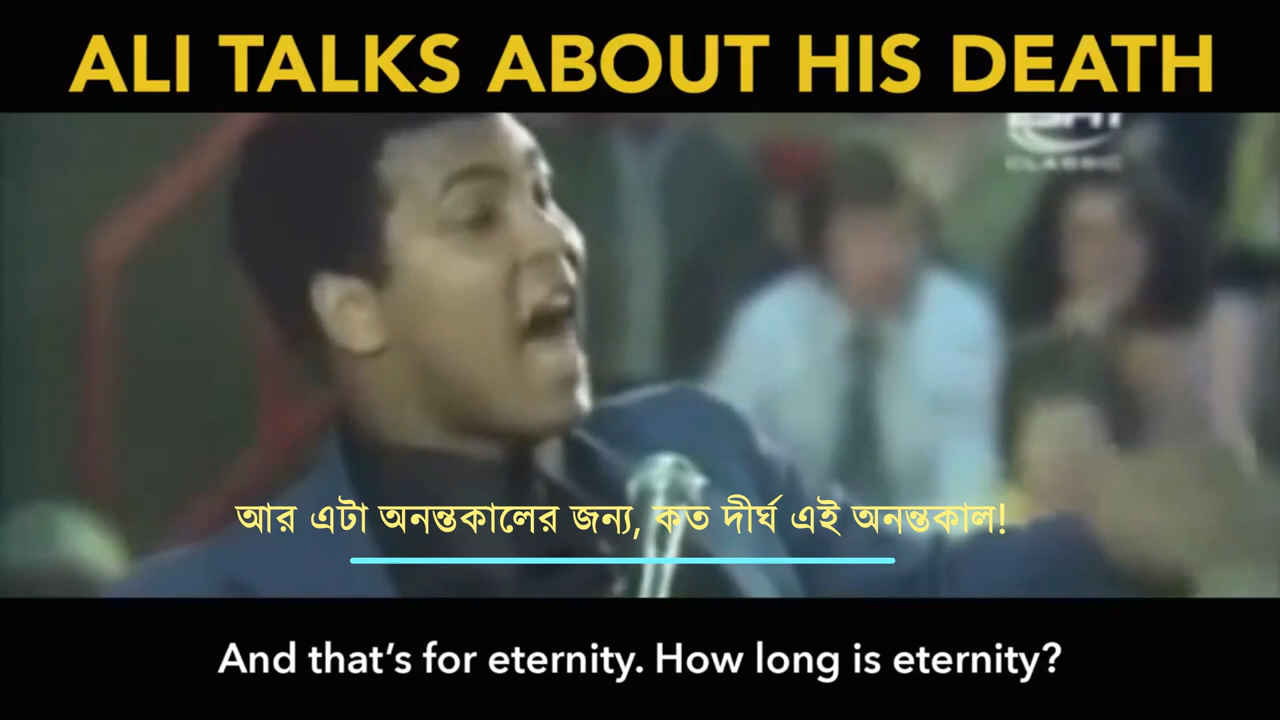 ALI TALKS ABOUT HIS DEATH
CLASSIC
আর এটা অনন্তকালের জন্য, কত দীর্ঘ এই অনন্তকাল!
And that's for eternity. How long is eternity?